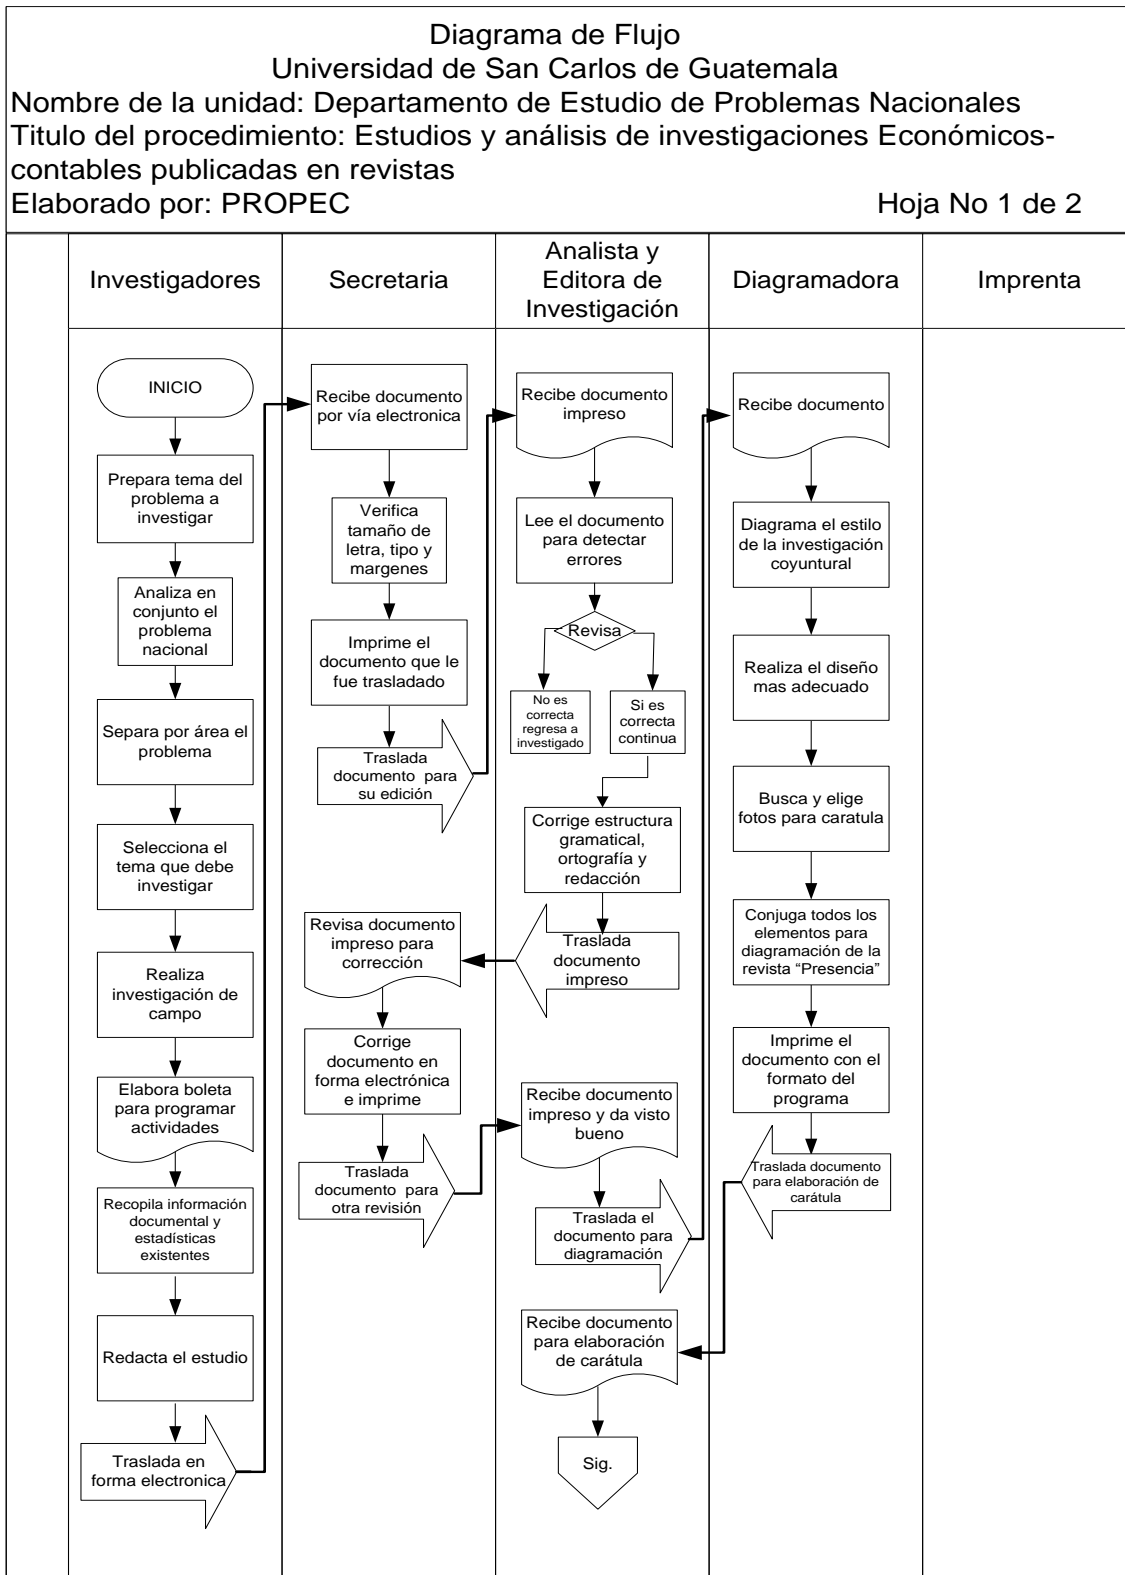 Diagrama de Flujo
Universidad de San Carlos de Guatemala
Nombre de la unidad: Departamento de Estudio de Problemas Nacionales
Titulo del procedimiento: Estudios y análisis de investigaciones Económicos-
contables publicadas en revistas
Elaborado por: PROPEC
Hoja No 1 de 2
Investigadores
Secretaria
Analista y
Editora de
Investigación
Diagramadora
Imprenta
INICIO
Prepara tema del
problema a
investigar
Analiza en
conjunto el
problema
nacional
Separa por área el
problema
Selecciona el
tema que debe
investigar
Realiza
investigación de
campo
Elabora boleta
para programar
actividades
Recopila información
documental y
estadísticas
existentes
Redacta el estudio
Traslada en
forma electronica
Recibe documento
por vía electronica
Verifica
tamaño de
letra, tipo y
margenes
Imprime el
documento que le
fue trasladado
Traslada
documento para
su edición
Revisa documento
impreso para
corrección
Corrige
documento en
forma electrónica
e imprime
Traslada
documento para
otra revisión
Recibe documento
impreso
Lee el documento
para detectar
errores
Revisa
No es
correcta
regresa a
investigado
Si es
correcta
continua
Corrige estructura
gramatical,
ortografía y
redacción
Traslada
documento
impreso
Recibe documento
impreso y da visto
bueno
Traslada el
documento para
diagramación
Recibe documento
para elaboración
de carátula
Sig.
Recibe documento
Diagrama el estilo
de la investigación
coyuntural
Realiza el diseño
mas adecuado
Busca y elige
fotos para caratula
Conjuga todos los
elementos para
diagramación de la
revista “Presencia”
Imprime el
documento con el
formato del
programa
Traslada documento
para elaboración de
carátula